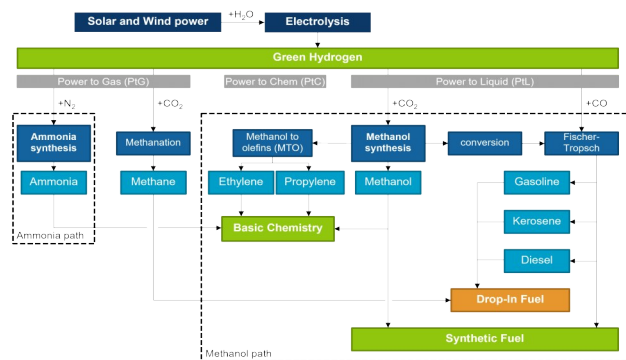 Solar and Wind power
+H₂O
Electrolysis
Green Hydrogen
Power to Gas (PtG)
Power to Chem (PtC)
Power to Liquid (PtL)
+N₂
+CO₂
+CO₂
+CO
Ammonia
synthesis
Methanation
Methanol to
olefins (MTO)
Methanol
synthesis
conversion
Fischer-
Tropsch
Ammonia
Methane
Ethylene
Propylene
Methanol
Gasoline
Basic Chemistry
Kerosene
Ammonia path
Diesel
Drop-In Fuel
Synthetic Fuel
Methanol path